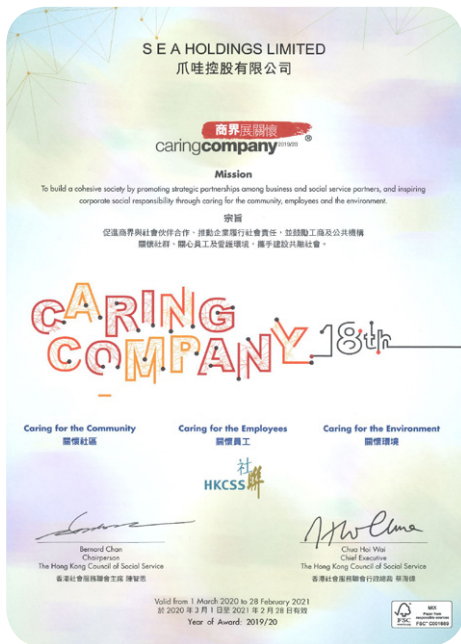 S E A HOLDINGS LIMITED
爪哇控股有限公司
商界展關懷
caringcompany 2019/20 ®
Mission
To build a cohesive society by promoting strategic partnerships among business and social service partners, and inspiring
corporate social responsibility through caring for the community, employees and the environment.
宗旨
促進商界與社會伙伴合作、推動企業履行社會責任，並鼓勵工商及公共機構
關懷社群、關心員工及愛護環境，攜手建設共融社會。
CARING
COMPANY 18th
Caring for the Community Caring for the Employees Caring for the Environment
關懷社區 關懷員工 關懷環境
HKCSS 社聯
Bernard Chan Chua Hoi Wai
Chairperson Chief Executive
The Hong Kong Council of Social Service The Hong Kong Council of Social Service
香港社會服務聯會主席 陳智思 香港社會服務聯會行政總裁 蔡海偉
Valid from 1 March 2020 to 28 February 2021
於 2020 年 3 月 1 日至 2021 年 2 月 28 日有效
Year of Award: 2019/20
FSC
MIX
Paper from
responsible sources